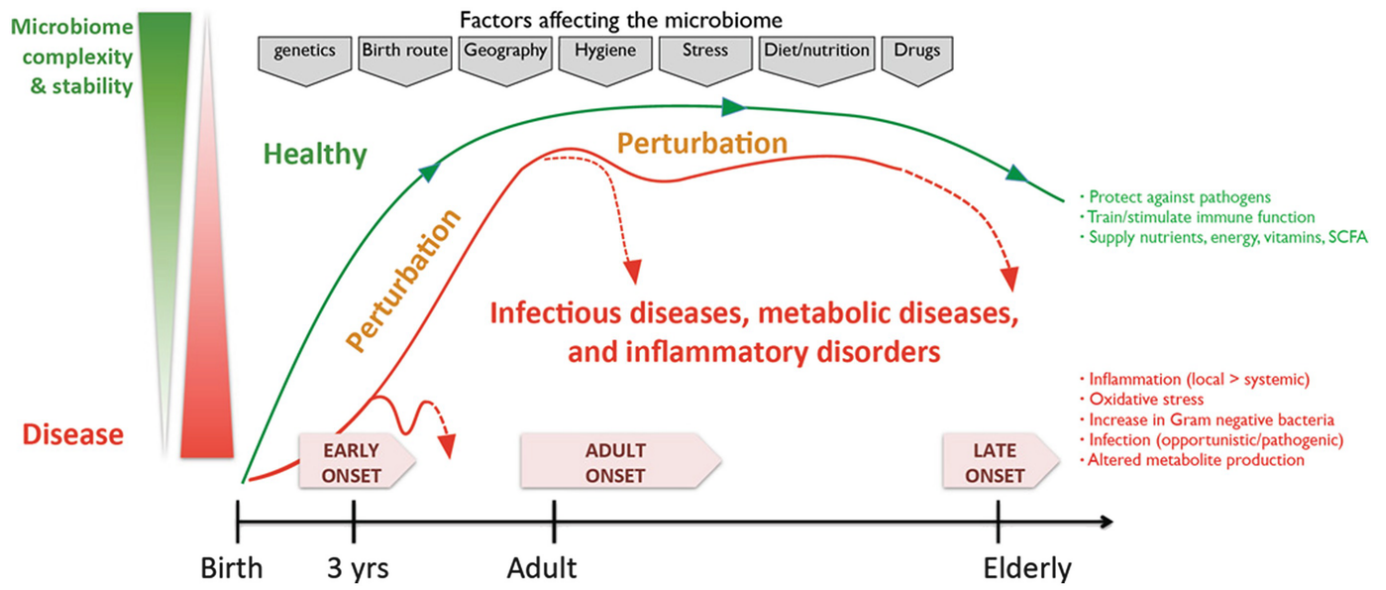 Microbiome
complexity
& stability
Factors affecting the microbiome
genetics
Birth route
Geography
Hygiene
Stress
Diet/nutrition
Drugs
Healthy
Perturbation
Perturbation
• Protect against pathogens
• Train/stimulate immune function
• Supply nutrients, energy, vitamins, SCFA
Infectious diseases, metabolic diseases,
and inflammatory disorders
Disease
• Inflammation (local > systemic)
• Oxidative stress
• Increase in Gram negative bacteria
• Infection (opportunistic/pathogenic)
• Altered metabolite production
EARLY
ONSET
ADULT
ONSET
LATE
ONSET
Birth
3 yrs
Adult
Elderly